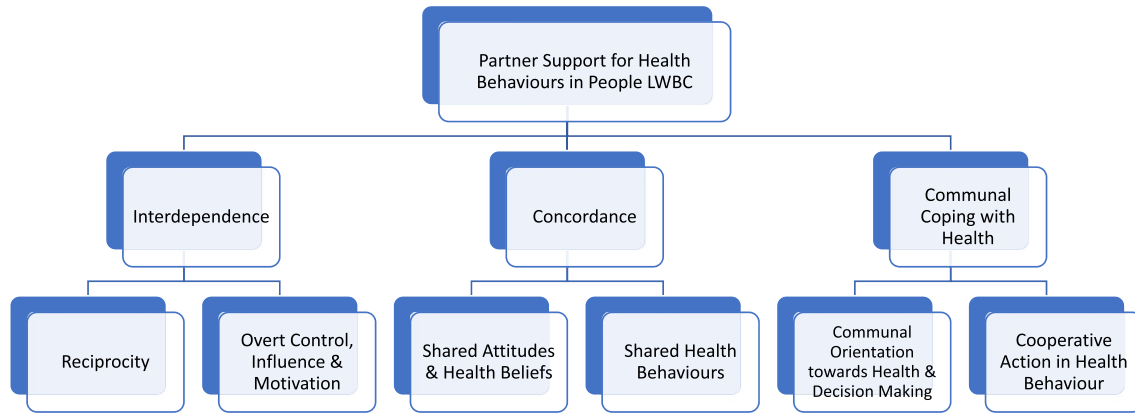 Partner Support for Health
Behaviours in People LWBC
Interdependence
Concordance
Communal
Coping with
Health
Reciprocity
Overt Control,
Influence &
Motivation
Shared Attitudes
& Health Beliefs
Shared Health
Behaviours
Communal
Orientation
towards Health &
Decision Making
Cooperative
Action in Health
Behaviour